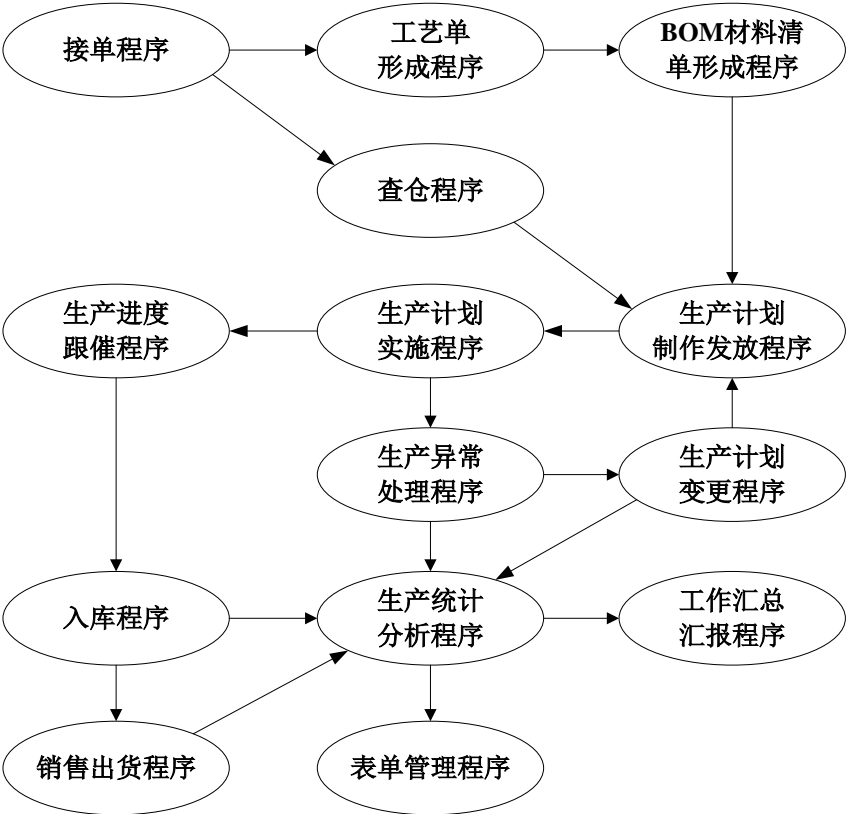 接单程序
工艺单
形成程序
BOM材料清
单形成程序
查仓程序
生产进度
跟催程序
生产计划
实施程序
生产计划
制作发放程序
生产异常
处理程序
生产计划
变更程序
入库程序
生产统计
分析程序
工作汇总
汇报程序
销售出货程序
表单管理程序